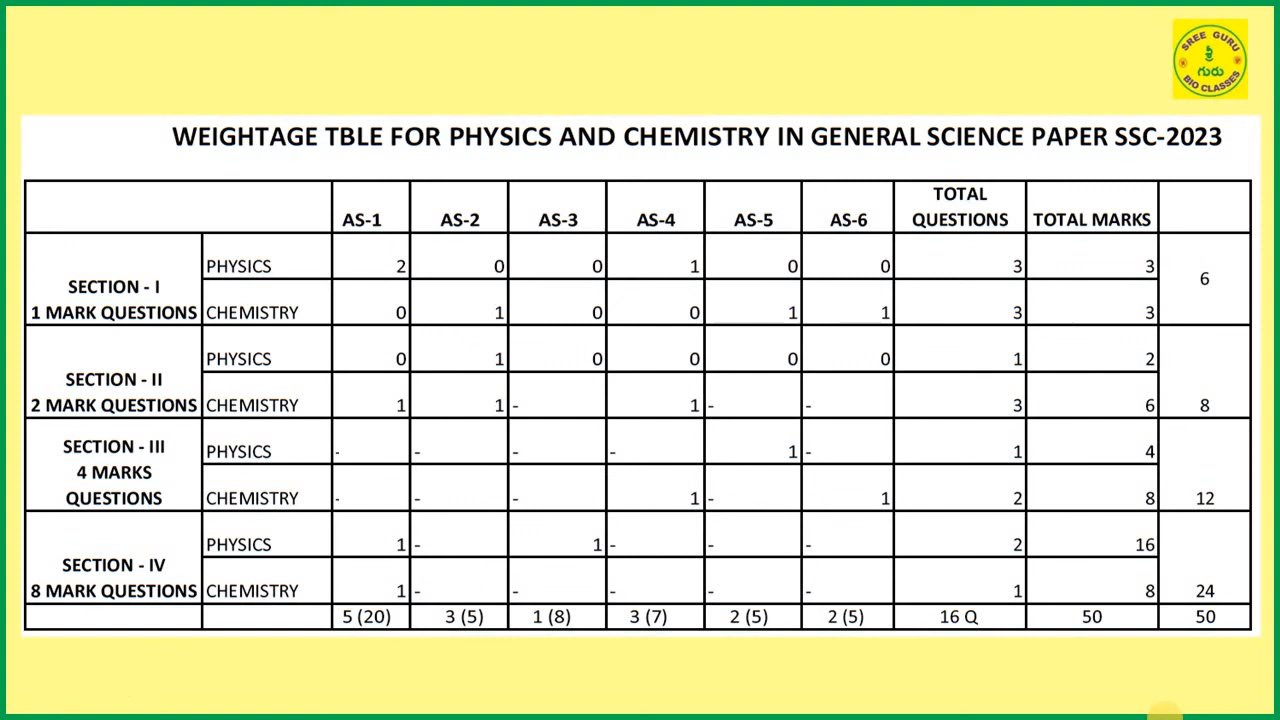 SREE GURU
శ్రీ
గురు
BIO CLASSES
WEIGHTAGE TBLE FOR PHYSICS AND CHEMISTRY IN GENERAL SCIENCE PAPER SSC-2023
AS-1 AS-2 AS-3 AS-4 AS-5 AS-6 TOTAL QUESTIONS TOTAL MARKS
SECTION - I
1 MARK QUESTIONS
PHYSICS 2 0 0 1 0 0 3 3
6
CHEMISTRY 0 1 0 0 1 1 3 3
SECTION - II
2 MARK QUESTIONS
PHYSICS 0 1 0 0 0 0 1 2
CHEMISTRY 1 1 - 1 - - 3 6 8
SECTION - III
4 MARKS
QUESTIONS
PHYSICS - - - - 1 - 1 4
CHEMISTRY - - - 1 - 1 2 8 12
SECTION - IV
8 MARK QUESTIONS
PHYSICS 1 - 1 - - - 2 16
CHEMISTRY 1 - - - - - 1 8 24
5 (20) 3 (5) 1 (8) 3 (7) 2 (5) 2 (5) 16 Q 50 50